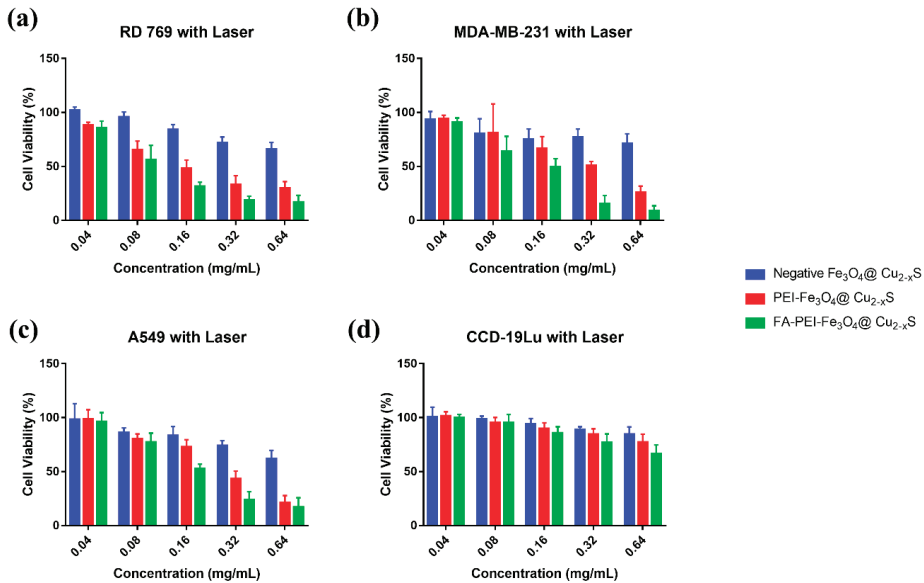 (a)
RD 769 with Laser
Cell Viability (%)
150
100
50
0
0.04
0.08
0.16
0.32
0.64
Concentration (mg/mL)
(b)
MDA-MB-231 with Laser
Cell Viability (%)
150
100
50
0
0.04
0.08
0.16
0.32
0.64
Concentration (mg/mL)
Negative Fe₃O₄@ Cu₂₋ₓS
PEI-Fe₃O₄@ Cu₂₋ₓS
FA-PEI-Fe₃O₄@ Cu₂₋ₓS
(c)
A549 with Laser
Cell Viability (%)
150
100
50
0
0.04
0.08
0.16
0.32
0.64
Concentration (mg/mL)
(d)
CCD-19Lu with Laser
Cell Viability (%)
150
100
50
0
0.04
0.08
0.16
0.32
0.64
Concentration (mg/mL)